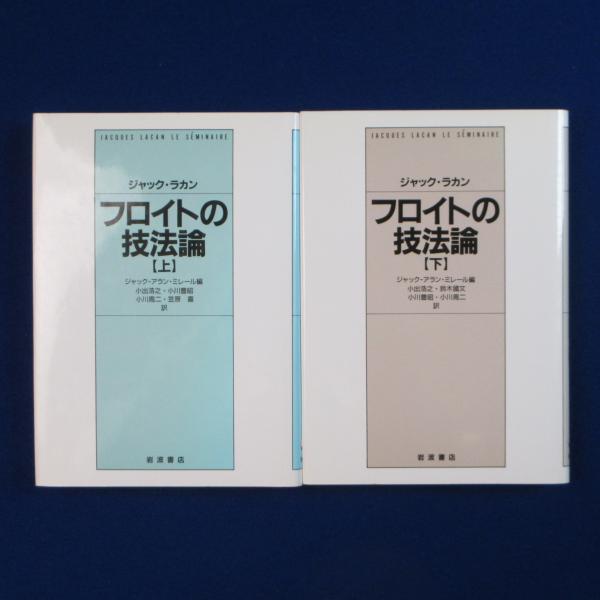 JACQUES LACAN LE SÉMINAIRE
ジャック・ラカン
フロイトの
技法論
【上】
ジャック・アラン・ミレール編
小出浩之・小川豊昭
小川周二・笠原 嘉
訳
岩波書店
JACQUES LACAN LE SÉMINAIRE
ジャック・ラカン
フロイトの
技法論
【下】
ジャック・アラン・ミレール編
小出浩之・鈴木國文
小川豊昭・小川周二
訳
岩波書店